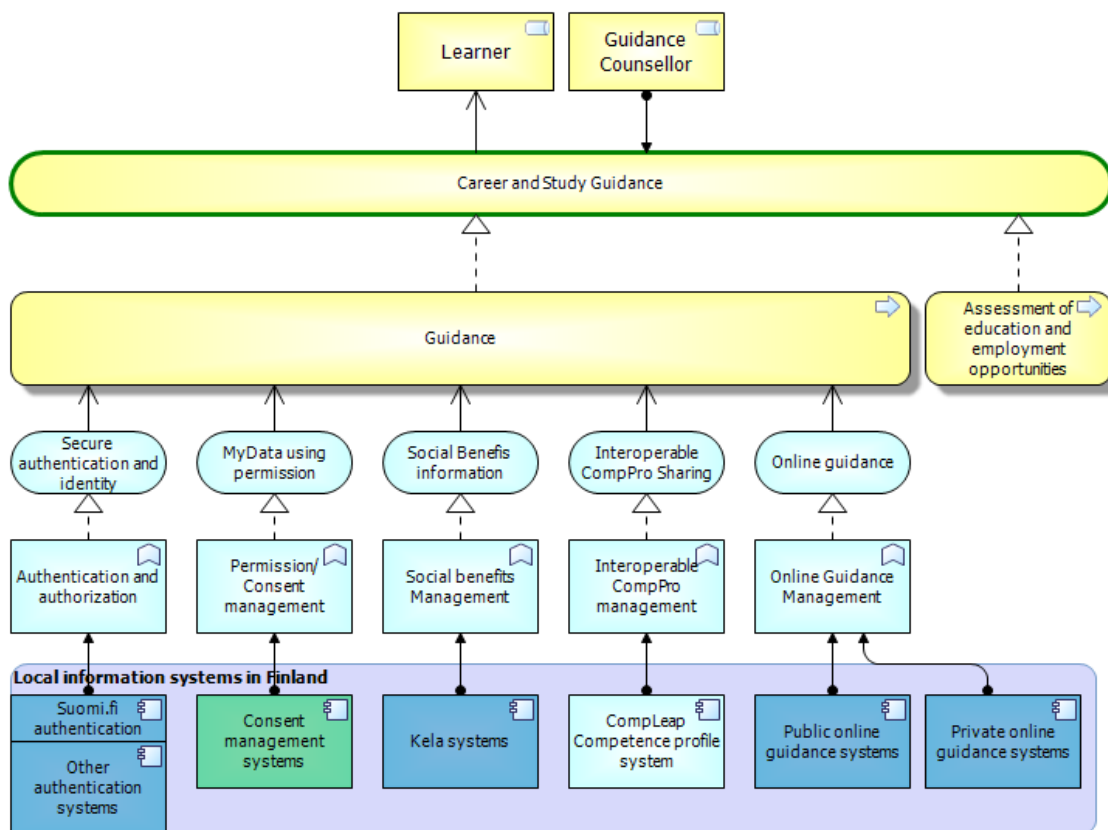 Learner
Guidance
Counsellor
Career and Study Guidance
Guidance
Assessment of
education and
employment
opportunities
Secure
authentication and
identity
MyData using
permission
Social Benefis
information
Interoperable
CompPro Sharing
Online guidance
Authentication and
authorization
Permission/
Consent
management
Social benefits
Management
Interoperable
CompPro
management
Online Guidance
Management
Local information systems in Finland
Suomi.fi
authentication
Other
authentication
systems
Consent
management
systems
Kela systems
CompLeap
Competence profile
system
Public online
guidance systems
Private online
guidance systems